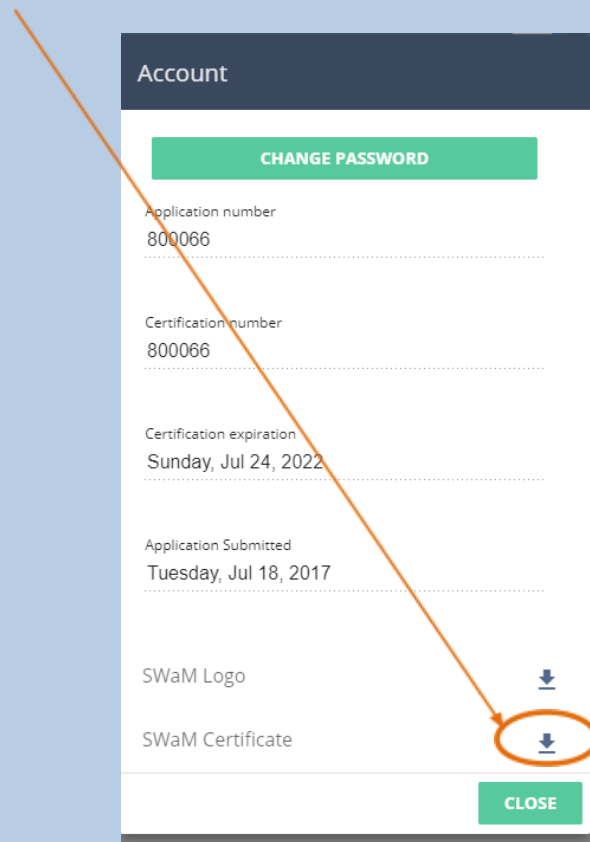 Account
CHANGE PASSWORD
Application number
800066
Certification number
800066
Certification expiration
Sunday, Jul 24, 2022
Application Submitted
Tuesday, Jul 18, 2017
SWaM Logo
SWaM Certificate
CLOSE